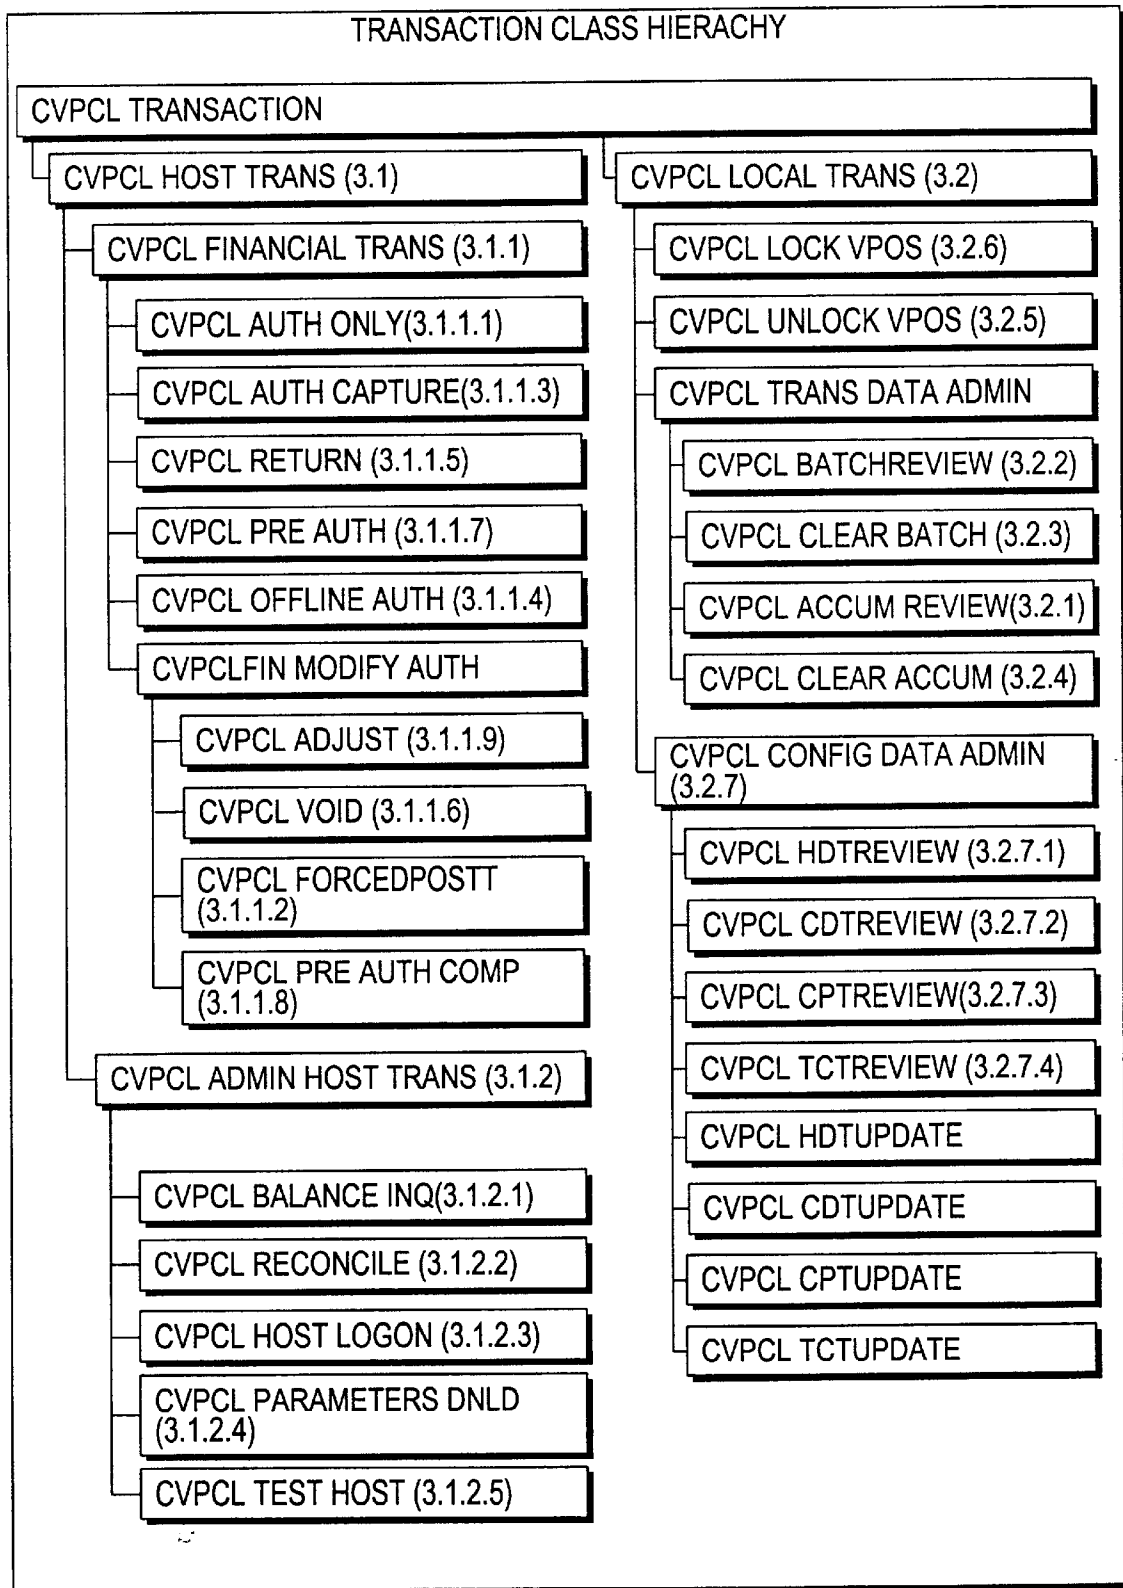 TRANSACTION CLASS HIERACHY
CVPCL TRANSACTION
CVPCL HOST TRANS (3.1)
CVPCL FINANCIAL TRANS (3.1.1)
CVPCL AUTH ONLY(3.1.1.1)
CVPCL AUTH CAPTURE(3.1.1.3)
CVPCL RETURN (3.1.1.5)
CVPCL PRE AUTH (3.1.1.7)
CVPCL OFFLINE AUTH (3.1.1.4)
CVPCLFIN MODIFY AUTH
CVPCL ADJUST (3.1.1.9)
CVPCL VOID (3.1.1.6)
CVPCL FORCEDPOSTT
(3.1.1.2)
CVPCL PRE AUTH COMP
(3.1.1.8)
CVPCL ADMIN HOST TRANS (3.1.2)
CVPCL BALANCE INQ(3.1.2.1)
CVPCL RECONCILE (3.1.2.2)
CVPCL HOST LOGON (3.1.2.3)
CVPCL PARAMETERS DNLD
(3.1.2.4)
CVPCL TEST HOST (3.1.2.5)
CVPCL LOCAL TRANS (3.2)
CVPCL LOCK VPOS (3.2.6)
CVPCL UNLOCK VPOS (3.2.5)
CVPCL TRANS DATA ADMIN
CVPCL BATCHREVIEW (3.2.2)
CVPCL CLEAR BATCH (3.2.3)
CVPCL ACCUM REVIEW(3.2.1)
CVPCL CLEAR ACCUM (3.2.4)
CVPCL CONFIG DATA ADMIN
(3.2.7)
CVPCL HDTREVIEW (3.2.7.1)
CVPCL CDTREVIEW (3.2.7.2)
CVPCL CPTREVIEW(3.2.7.3)
CVPCL TCTREVIEW (3.2.7.4)
CVPCL HDTUPDATE
CVPCL CDTUPDATE
CVPCL CPTUPDATE
CVPCL TCTUPDATE